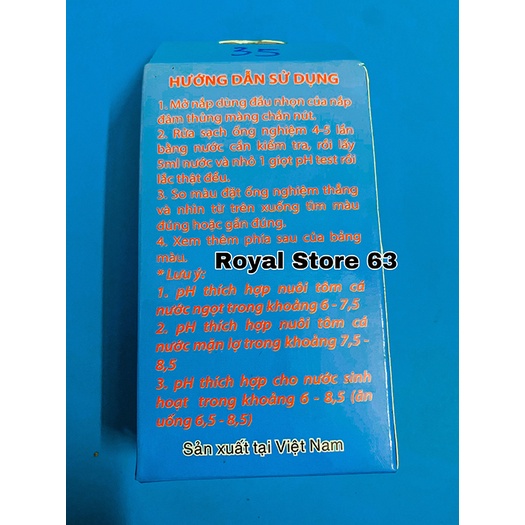 35
HƯỚNG DẪN SỬ DỤNG
1. Mở nắp dùng đầu nhọn của nắp
đâm thủng màng chắn nút.
2. Rửa sạch ống nghiệm 4-5 lần
bằng nước cần kiểm tra, rồi lấy
5ml nước và nhỏ 1 giọt pH test rồi
lắc thật đều.
3. So màu đặt ống nghiệm thẳng
và nhìn từ trên xuống ũm màu
đúng hoặc gần đúng.
4. Xem thêm phía sau của bảng
màu.
Royal Store 63
* Lưu ý:
1. pH thích hợp nuôi tôm cá
nước ngọt trong khoảng 6 - 7,5
2. pH thích hợp nuôi tôm cá
nước mặn lợ trong khoảng 7,5 -
8,5
3. pH thích hợp cho nước sinh
hoạt trong khoảng 6 - 8,5 (ăn
uống 6,5 - 8,5)
Sản xuất tại Việt Nam